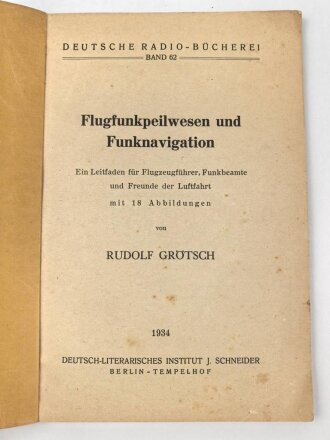 DEUTSCHE RADIO-BÜCHEREI
BAND 62
Flugfunkpeilwesen und
Funknavigation
Ein Leitfaden für Flugzeugführer, Funkbeamte
und Freunde der Luftfahrt
mit 18 Abbildungen
von
RUDOLF GRÖTSCH
1934
DEUTSCH-LITERARISCHES INSTITUT J. SCHNEIDER
BERLIN-TEMPELHOF